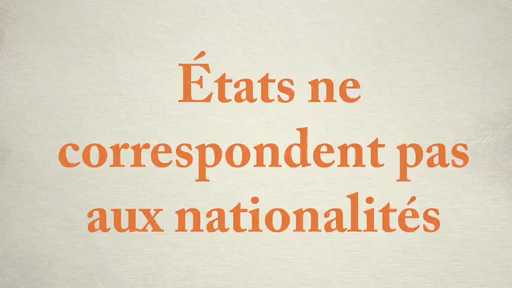 États ne
correspondent pas
aux nationalités